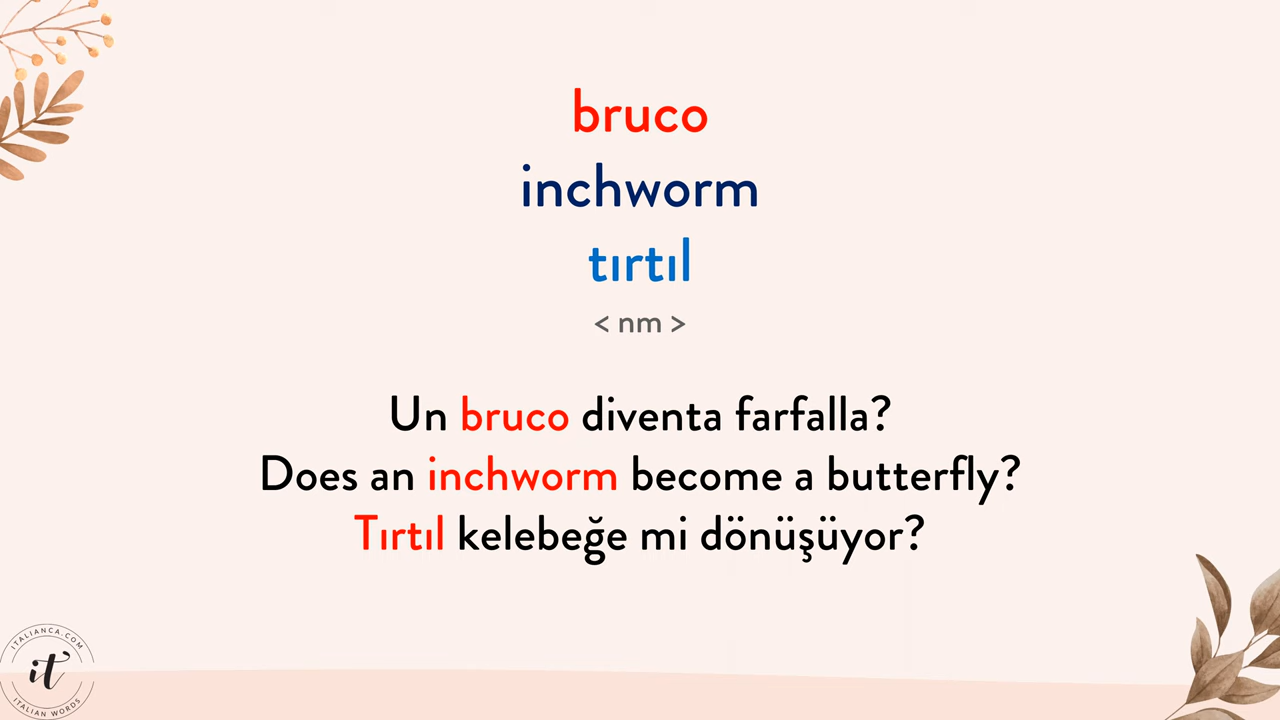 bruco
inchworm
tırtıl
< nm >
Un bruco diventa farfalla?
Does an inchworm become a butterfly?
Tırtıl kelebeğe mi dönüşüyor?
ITALIANCA.COM
it
ITALIAN WORDS